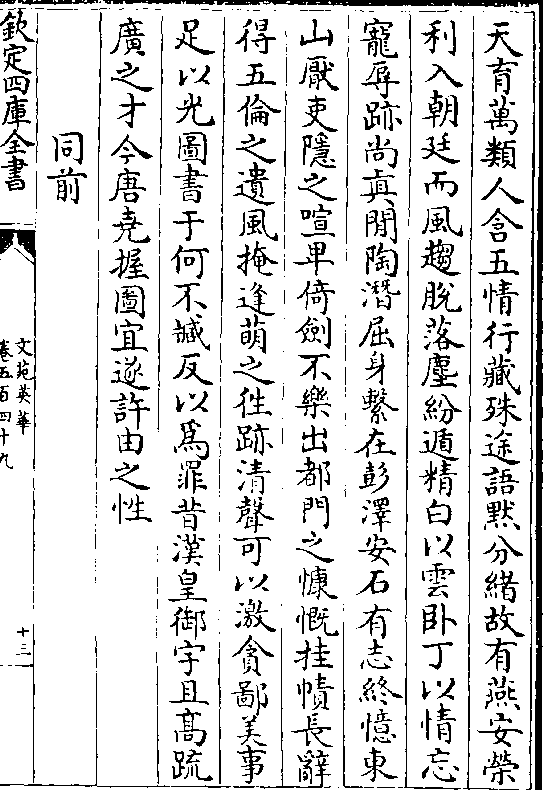 天育萬類人含五情行藏殊途語默分緒故有燕安榮
利入朝廷而風趨脫落塵紛遁精白以雲卧丁以情忘
寵辱跡尚真閒陶潛屈身繫在彭澤安石有志終憶東
山厭吏隱之喧卑倚劍不樂出都門之慷慨挂幘長辭
得五倫之遺風掩逢萌之徃跡清聲可以激貪鄙美事
足以光圖書于何不臧反以為罪昔漢皇御宇且髙疏
廣之才今唐堯握圖宜遂許由之性
同前
欽定四庫全書
文苑英華
卷五百四十九
十三